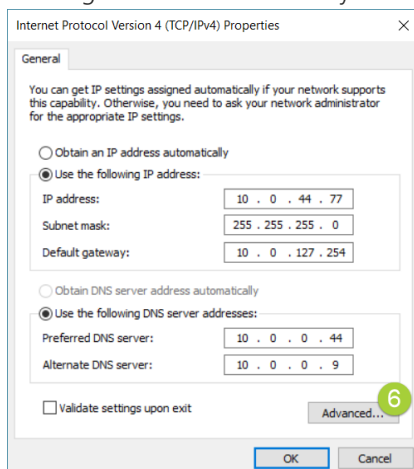 Internet Protocol Version 4 (TCP/IPv4) Properties
General
You can get IP settings assigned automatically if your network supports
this capability. Otherwise, you need to ask your network administrator
for the appropriate IP settings.
Obtain an IP address automatically
Use the following IP address:
IP address: 10 . 0 . 44 . 77
Subnet mask: 255 . 255 . 255 . 0
Default gateway: 10 . 0 . 127 . 254
Obtain DNS server address automatically
Use the following DNS server addresses:
Preferred DNS server: 10 . 0 . 0 . 44
Alternate DNS server: 10 . 0 . 0 . 9
Validate settings upon exit
6
Advanced...
OK Cancel